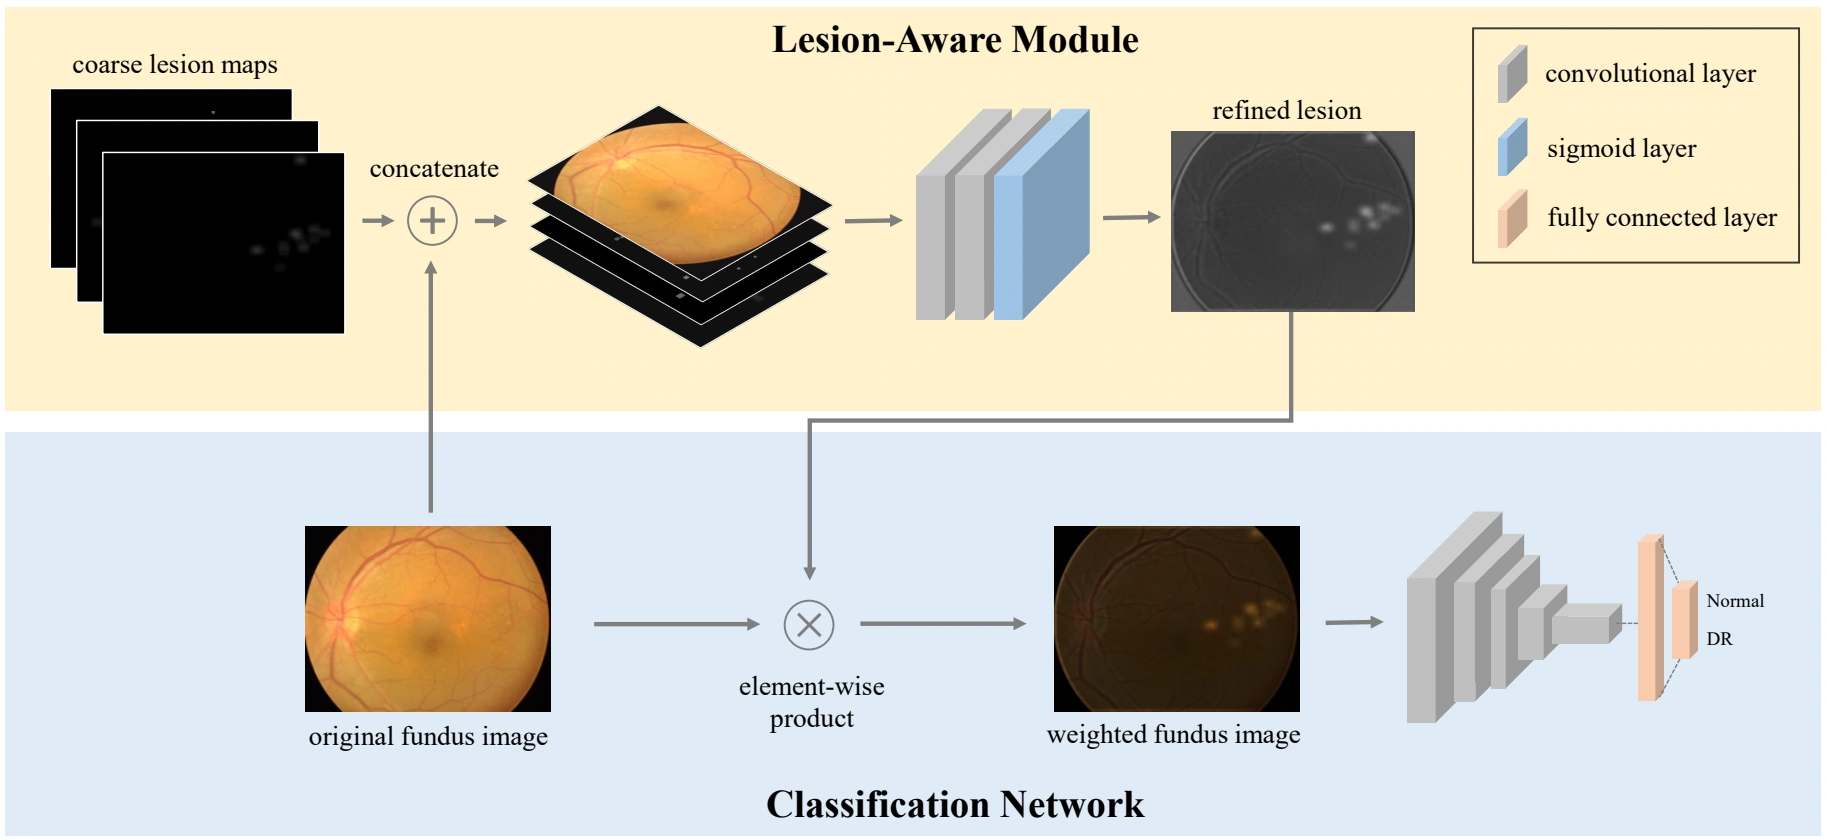 Lesion-Aware Module
coarse lesion maps
concatenate
refined lesion
convolutional layer
sigmoid layer
fully connected layer
original fundus image
element-wise
product
weighted fundus image
Normal
DR
Classification Network